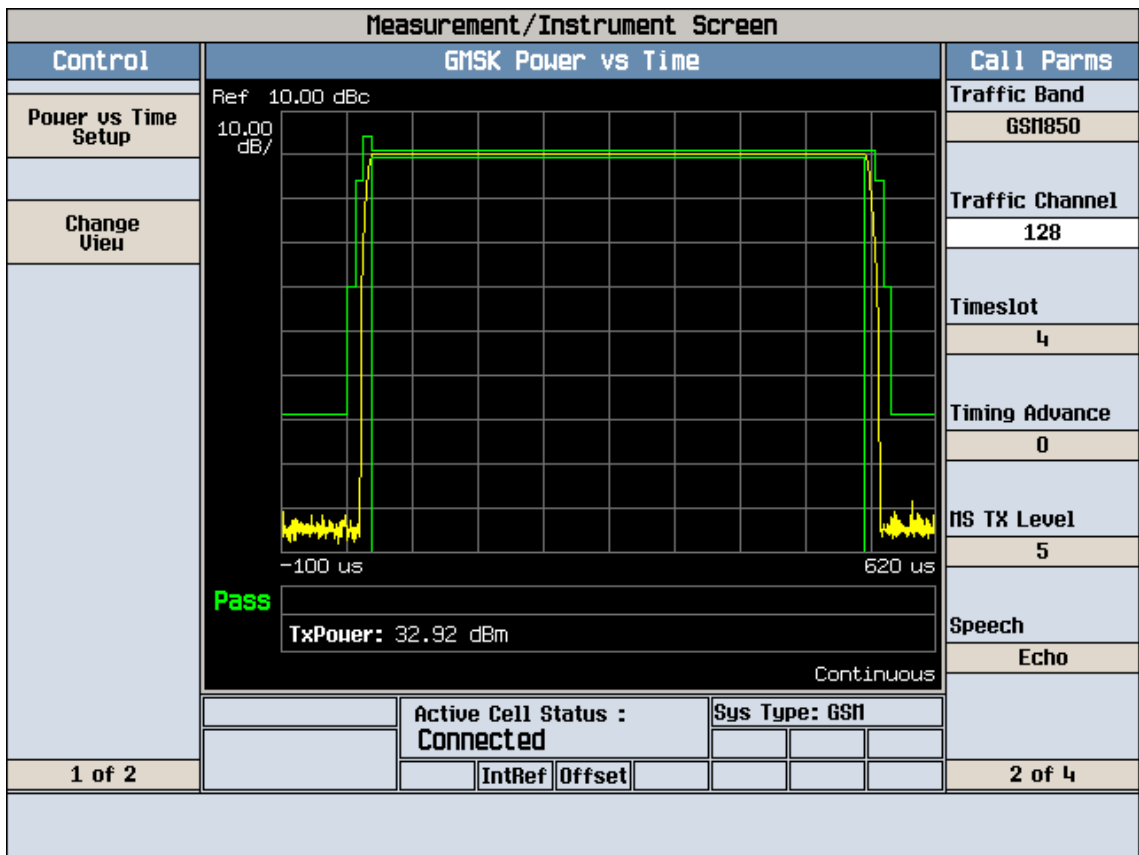 Measurement/Instrument Screen
Control
GMSK Power vs Time
Call Parms
Power vs Time
Setup
Change
View
1 of 2
Ref 10.00 dBc
10.00
dB/
-100 us
620 us
Pass
TxPower: 32.92 dBm
Continuous
Active Cell Status :
Connected
Sys Type: GSM
IntRef
Offset
Traffic Band
GSM850
Traffic Channel
128
Timeslot
4
Timing Advance
0
MS TX Level
5
Speech
Echo
2 of 4